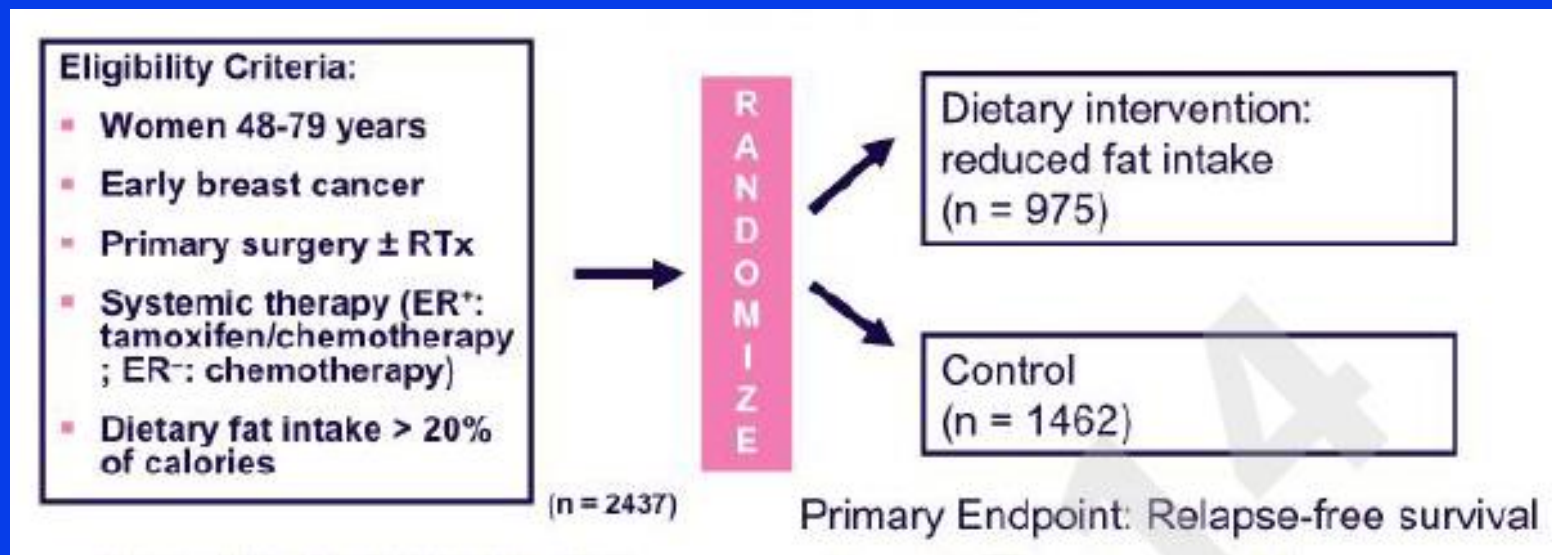 Eligibility Criteria:
▪ Women 48-79 years
▪ Early breast cancer
▪ Primary surgery ± RTx
▪ Systemic therapy (ER⁺:
tamoxifen/chemotherapy
; ER⁻: chemotherapy)
▪ Dietary fat intake > 20%
of calories
(n = 2437)
RANDOMIZE
Dietary intervention:
reduced fat intake
(n = 975)
Control
(n = 1462)
Primary Endpoint: Relapse-free survival